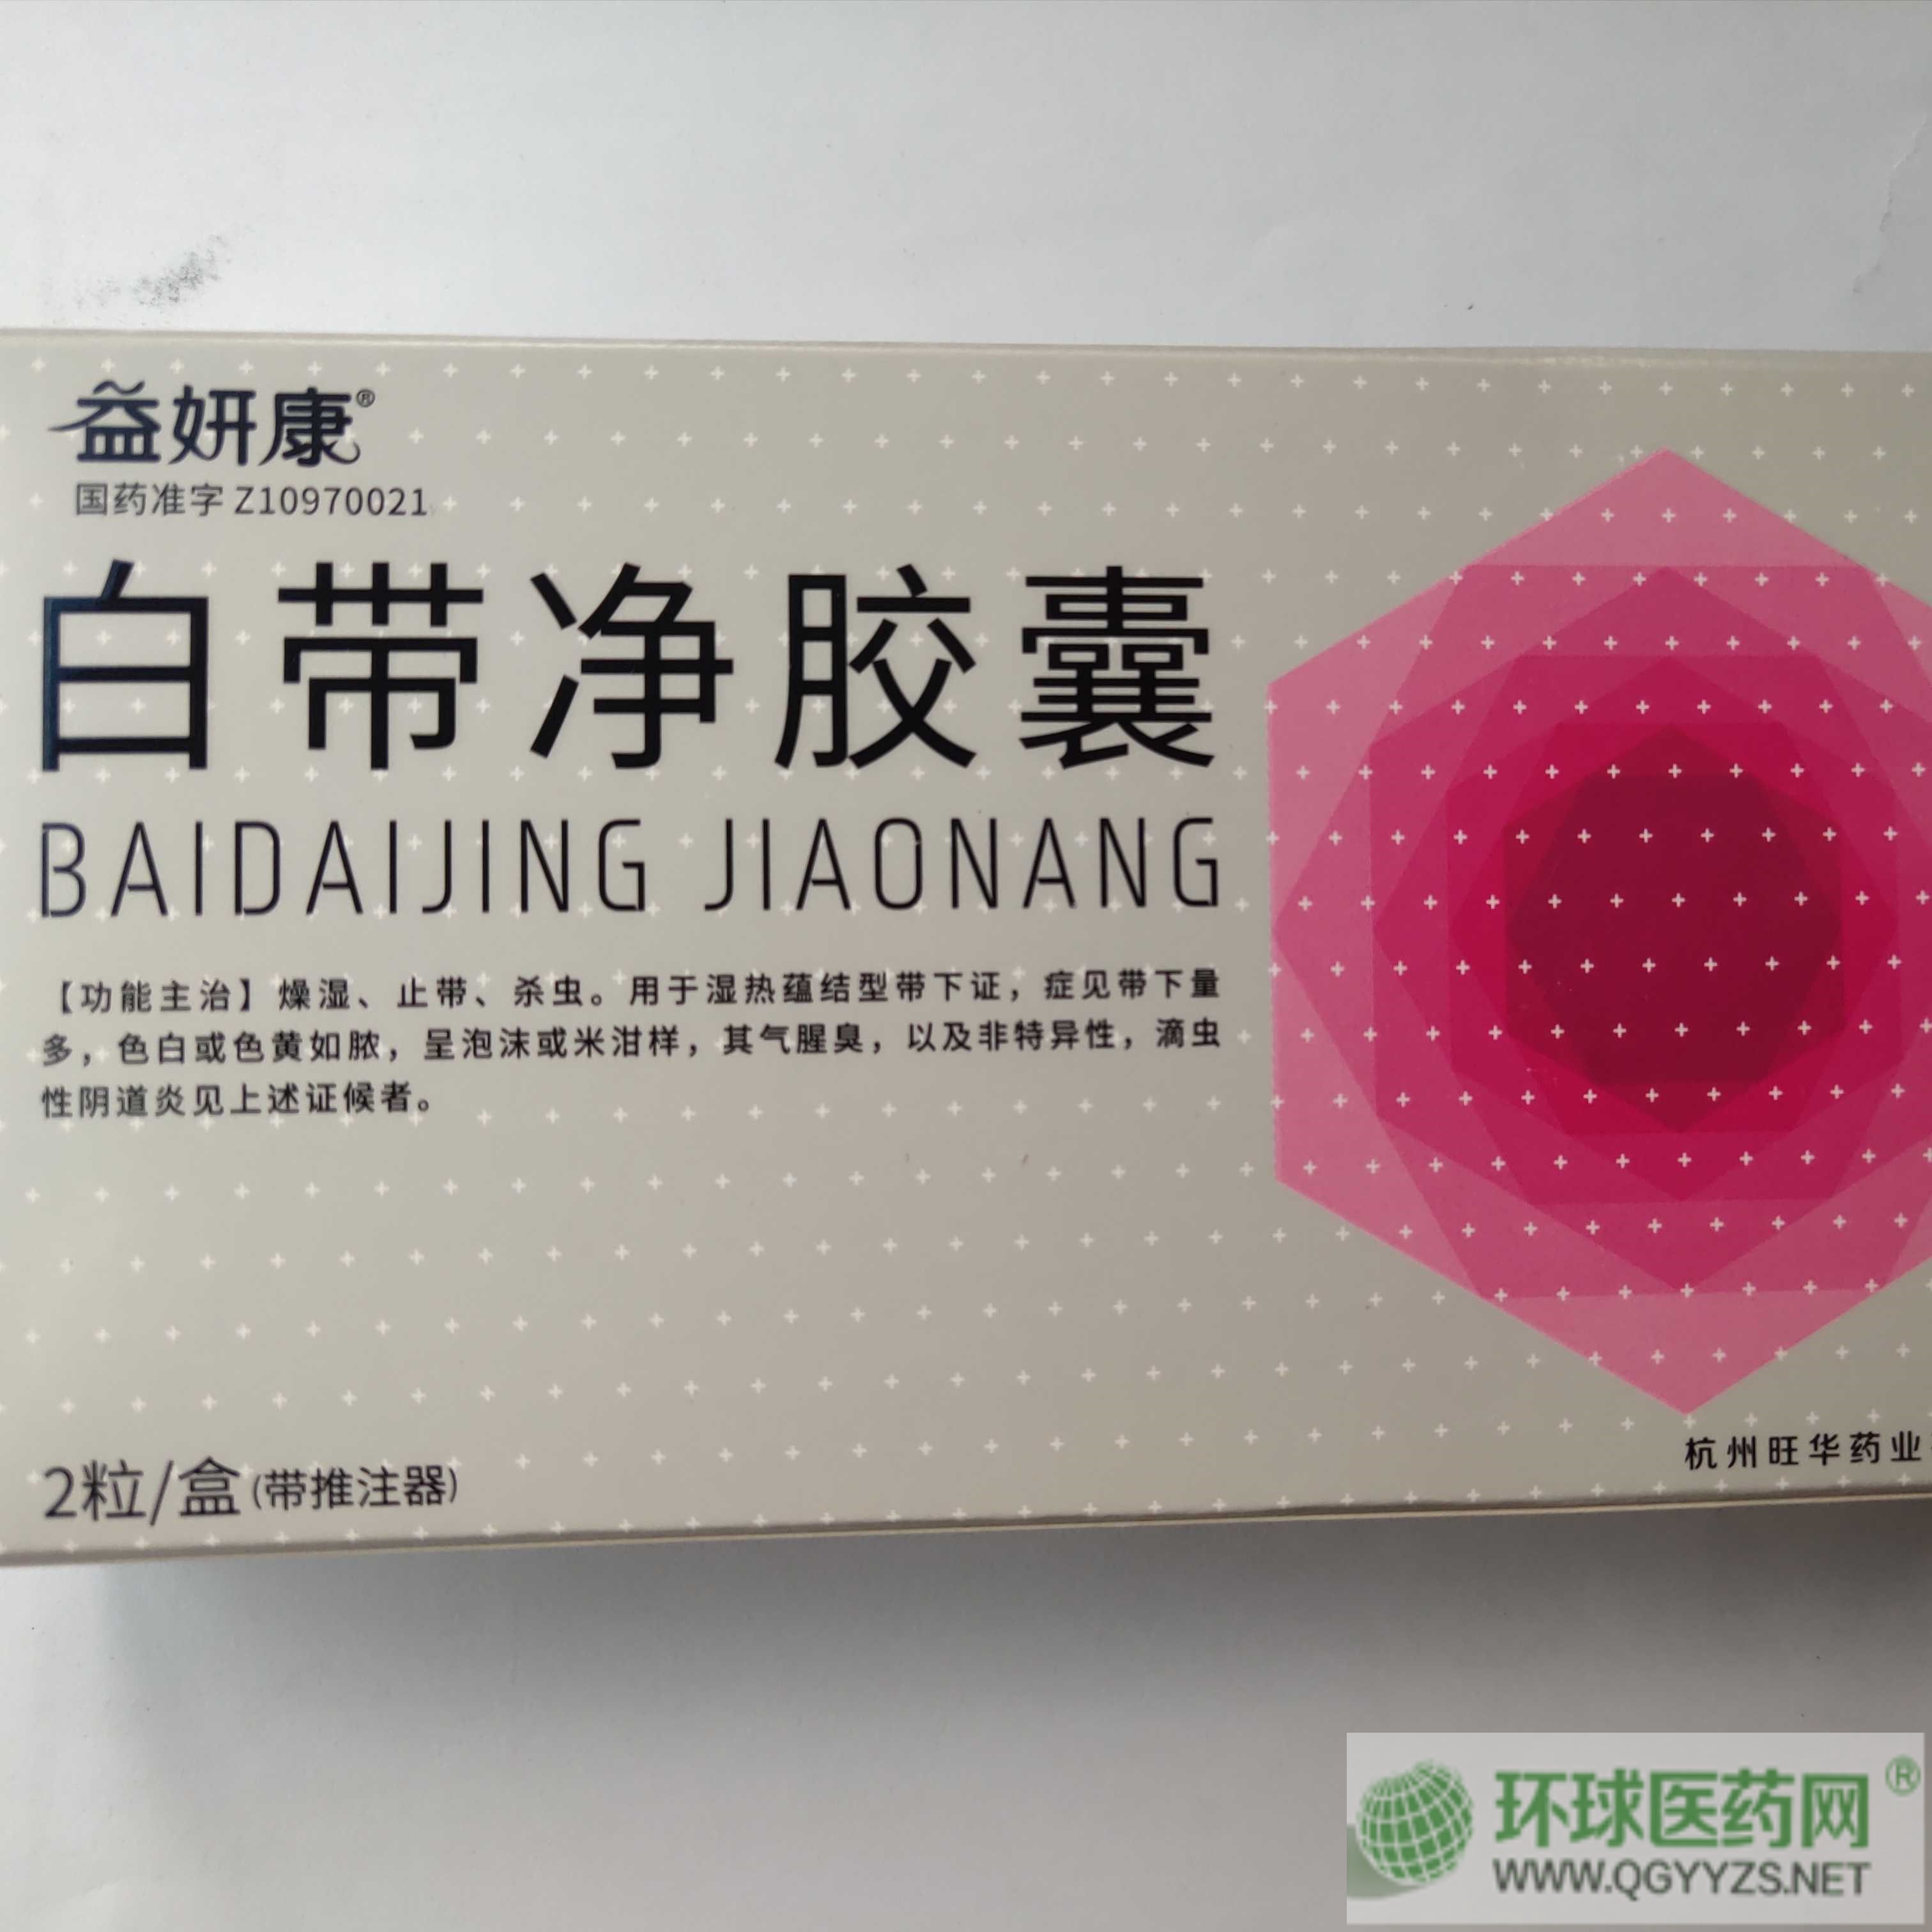 益妍康®
国药准字 Z10970021
白带净胶囊
BAIDAIJING JIAONANG
【功能主治】燥湿、止带、杀虫。用于湿热蕴结型带下证，症见带下量
多，色白或色黄如脓，呈泡沫或米泔样，其气腥臭，以及非特异性，滴虫
性阴道炎见上述证候者。
2粒/盒(带推注器)
杭州旺华药业
环球医药网®
WWW.QGYYZS.NET